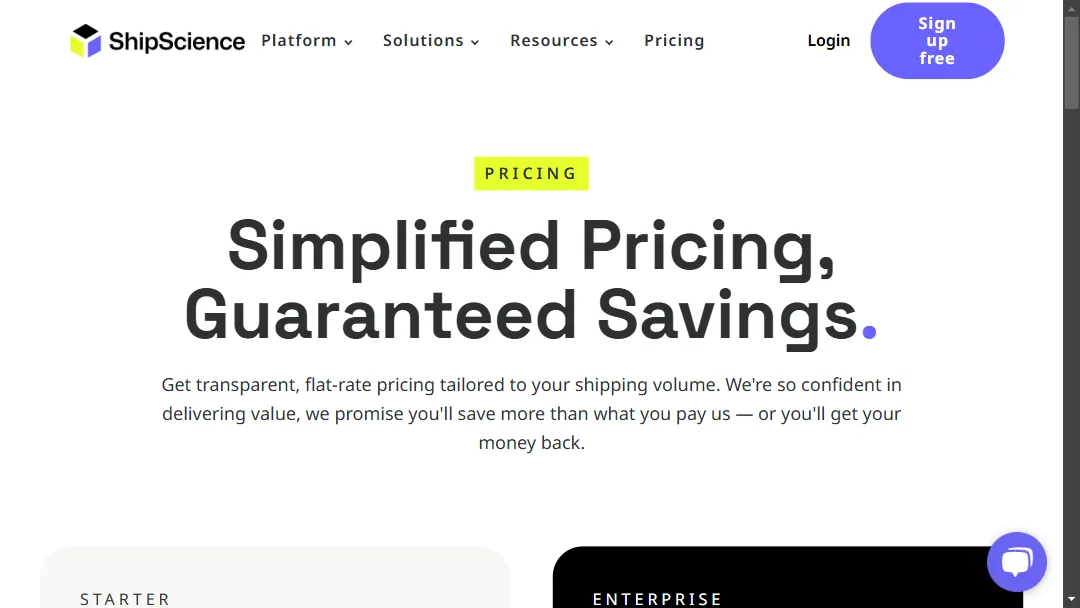 ShipScience Platform Solutions Resources Pricing Login
Sign
up
free
PRICING
Simplified Pricing,
Guaranteed Savings.
Get transparent, flat-rate pricing tailored to your shipping volume. We're so confident in
delivering value, we promise you'll save more than what you pay us — or you'll get your
money back.
STARTER
ENTERPRISE